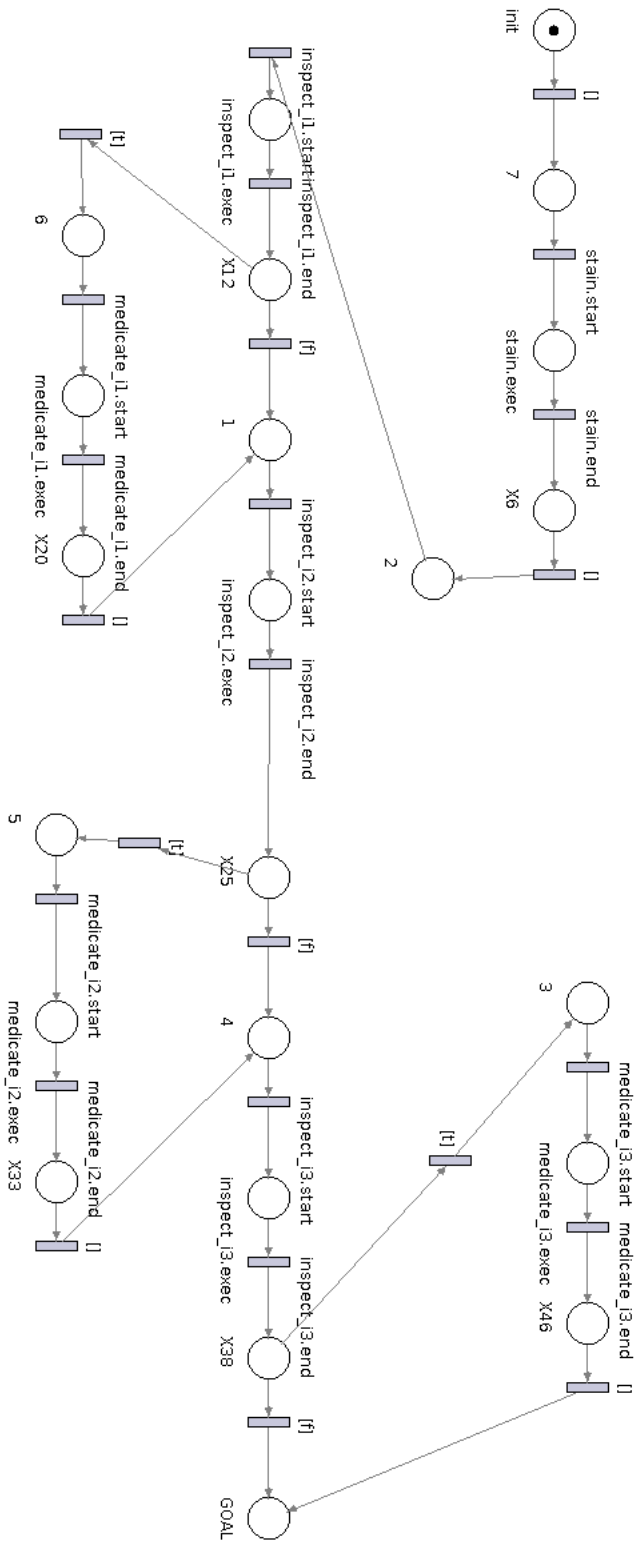 init
[]
7
stain.start
stain.exec
stain.end
X6
[]
2
inspect_i1.start
inspect_i1.exec
inspect_i1.end
X12
[t]
[f]
6
medicate_i1.start
medicate_i1.exec
medicate_i1.end
X20
[]
1
inspect_i2.start
inspect_i2.exec
inspect_i2.end
X25
[t]
[f]
5
medicate_i2.start
medicate_i2.exec
medicate_i2.end
X33
[]
4
inspect_i3.start
inspect_i3.exec
inspect_i3.end
X38
[t]
[f]
3
medicate_i3.start
medicate_i3.exec
medicate_i3.end
X46
[]
GOAL